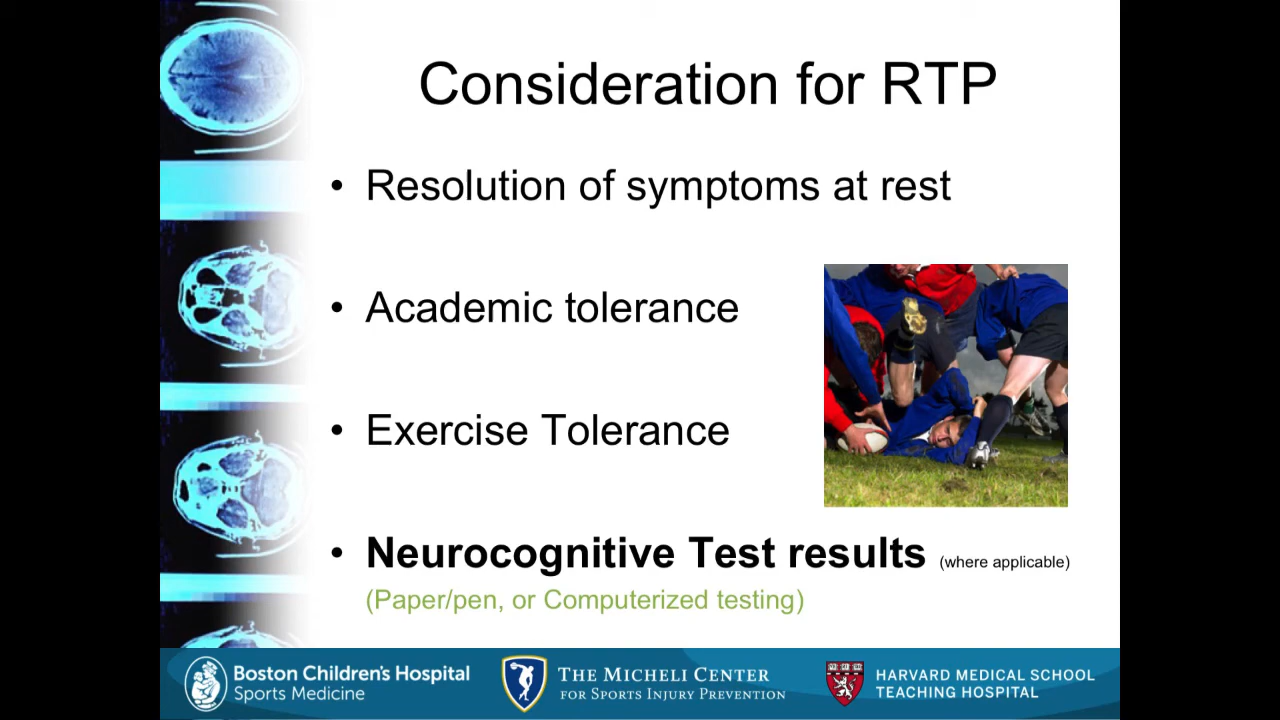 Consideration for RTP
• Resolution of symptoms at rest
• Academic tolerance
• Exercise Tolerance
• Neurocognitive Test results (where applicable)
(Paper/pen, or Computerized testing)
Boston Children's Hospital
Sports Medicine
THE MICHELI CENTER
FOR SPORTS INJURY PREVENTION
HARVARD MEDICAL SCHOOL
TEACHING HOSPITAL